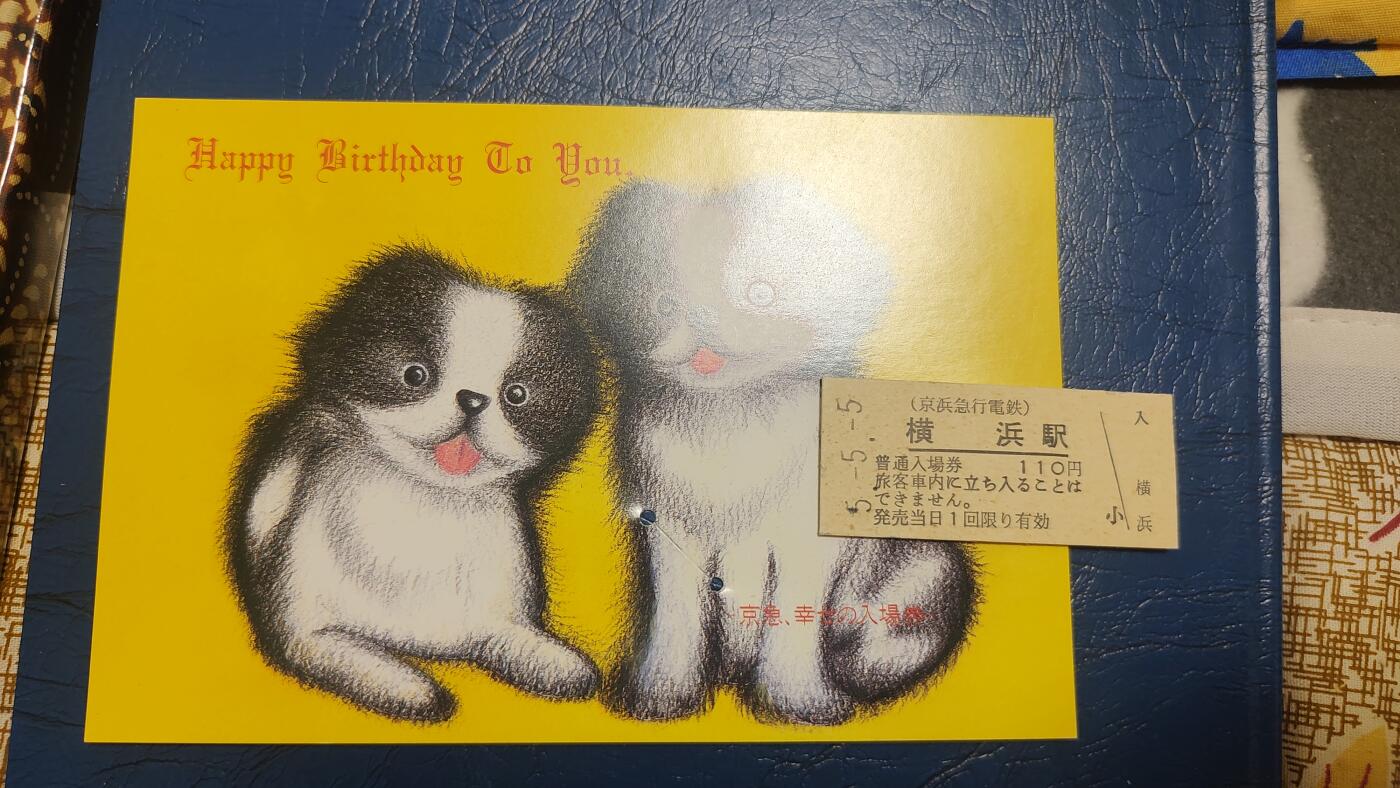 Happy Birthday To You.
5-5-5
(京浜急行電鉄)
横浜駅
普通入場券 110円
旅客車内に立ち入ることは
できません。
発売当日1回限り有効
小
入
横浜
京急、幸せの入場券